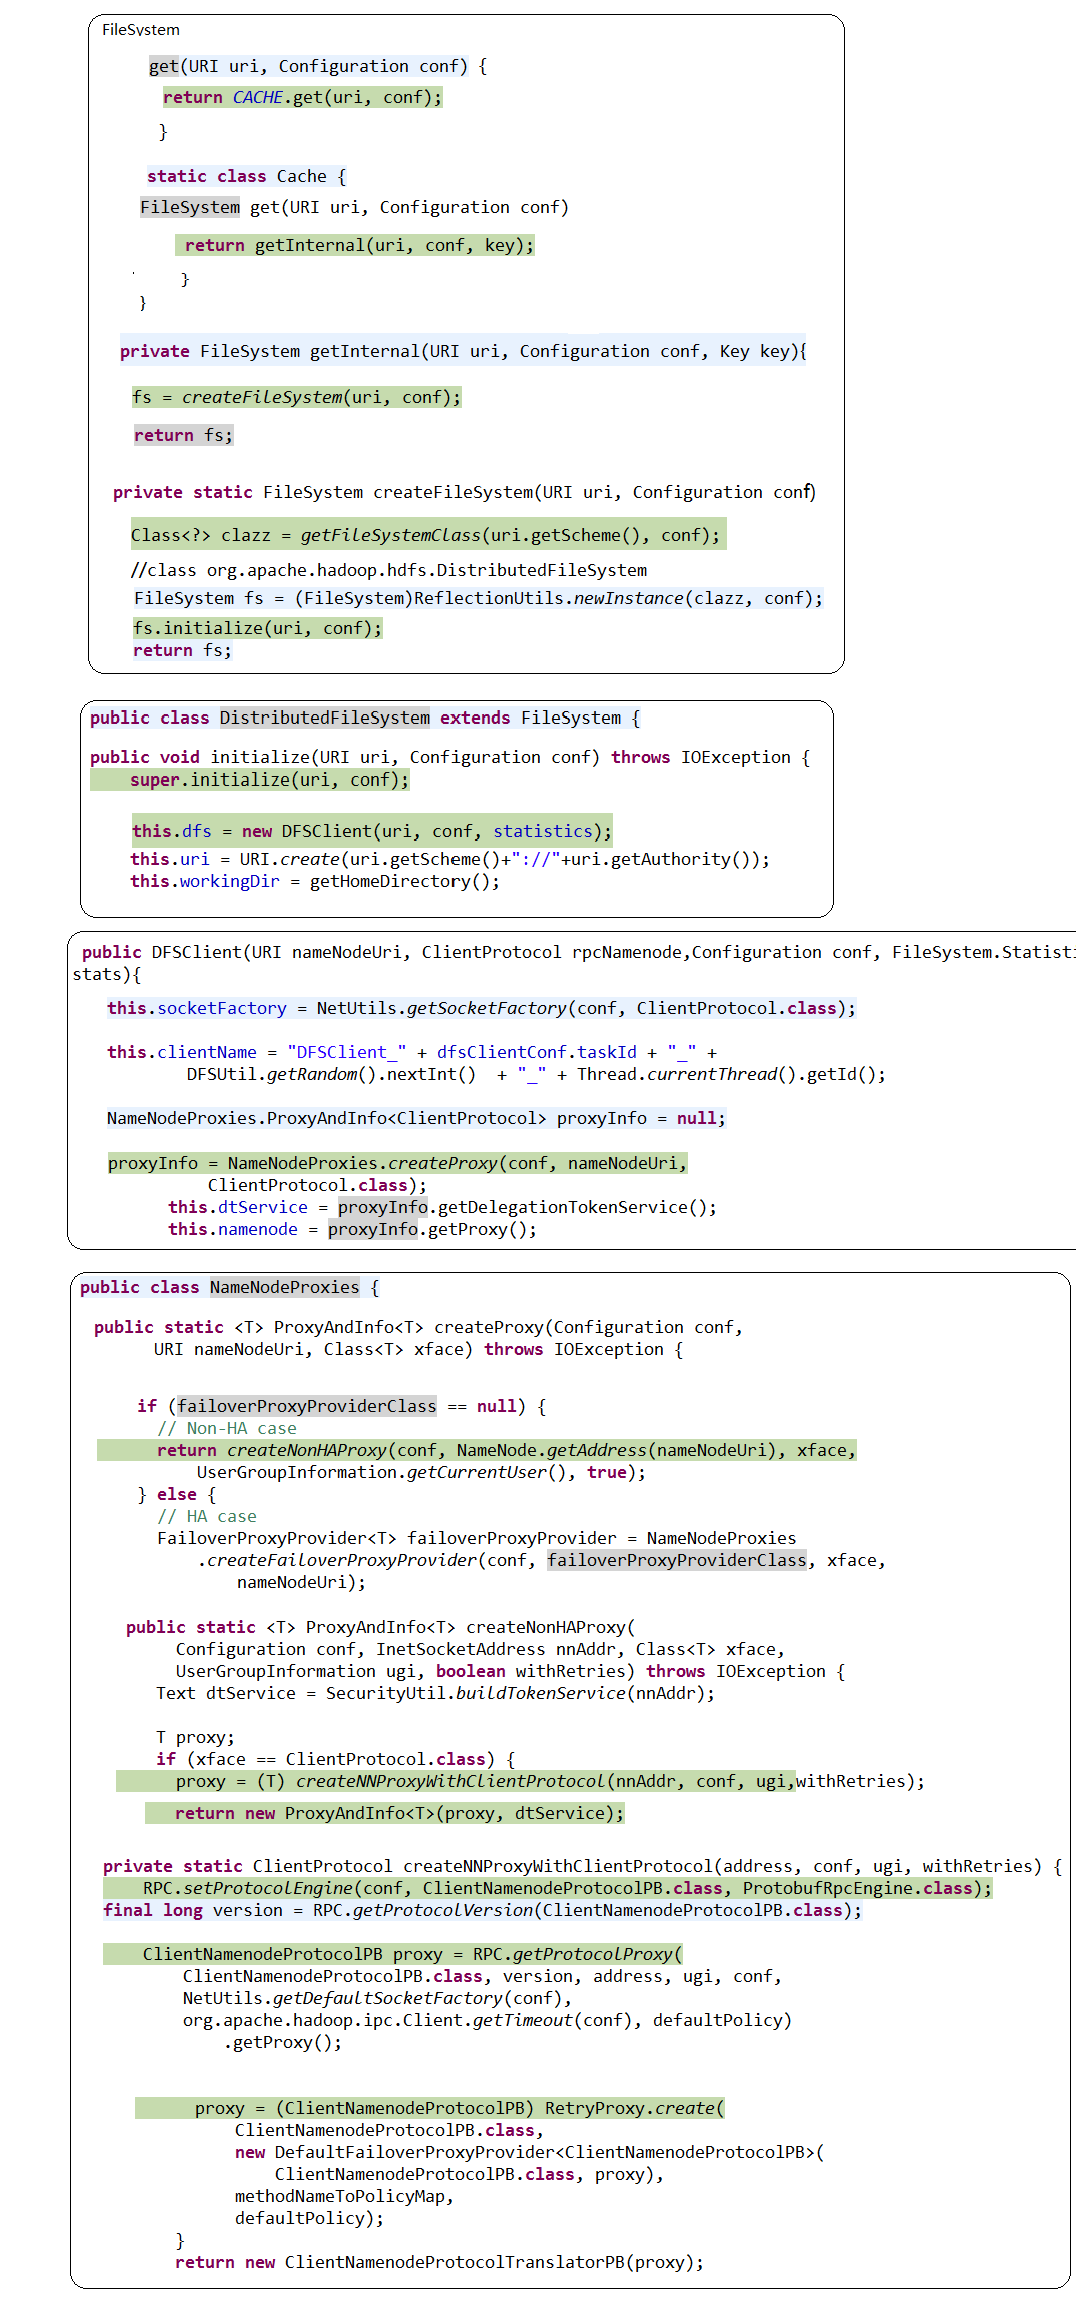 FileSystem
get(URI uri, Configuration conf) {
return CACHE.get(uri, conf);
}
static class Cache {
FileSystem get(URI uri, Configuration conf)
return getInternal(uri, conf, key);
}
}
private FileSystem getInternal(URI uri, Configuration conf, Key key){
fs = createFileSystem(uri, conf);
return fs;
private static FileSystem createFileSystem(URI uri, Configuration conf)
Class<?> clazz = getFileSystemClass(uri.getScheme(), conf);
//class org.apache.hadoop.hdfs.DistributedFileSystem
FileSystem fs = (FileSystem)ReflectionUtils.newInstance(clazz, conf);
fs.initialize(uri, conf);
return fs;
public class DistributedFileSystem extends FileSystem {
public void initialize(URI uri, Configuration conf) throws IOException {
super.initialize(uri, conf);
this.dfs = new DFSClient(uri, conf, statistics);
this.uri = URI.create(uri.getScheme()+"://"+uri.getAuthority());
this.workingDir = getHomeDirectory();
public DFSClient(URI nameNodeUri, ClientProtocol rpcNamenode,Configuration conf, FileSystem.Statisti
stats){
this.socketFactory = NetUtils.getSocketFactory(conf, ClientProtocol.class);
this.clientName = "DFSClient_" + dfsClientConf.taskId + "_" +
DFSUtil.getRandom().nextInt()  + "_" + Thread.currentThread().getId();
NameNodeProxies.ProxyAndInfo<ClientProtocol> proxyInfo = null;
proxyInfo = NameNodeProxies.createProxy(conf, nameNodeUri,
ClientProtocol.class);
this.dtService = proxyInfo.getDelegationTokenService();
this.namenode = proxyInfo.getProxy();
public class NameNodeProxies {
public static <T> ProxyAndInfo<T> createProxy(Configuration conf,
URI nameNodeUri, Class<T> xface) throws IOException {
if (failoverProxyProviderClass == null) {
// Non-HA case
return createNonHAProxy(conf, NameNode.getAddress(nameNodeUri), xface,
UserGroupInformation.getCurrentUser(), true);
} else {
// HA case
FailoverProxyProvider<T> failoverProxyProvider = NameNodeProxies
.createFailoverProxyProvider(conf, failoverProxyProviderClass, xface,
nameNodeUri);
public static <T> ProxyAndInfo<T> createNonHAProxy(
Configuration conf, InetSocketAddress nnAddr, Class<T> xface,
UserGroupInformation ugi, boolean withRetries) throws IOException {
Text dtService = SecurityUtil.buildTokenService(nnAddr);
T proxy;
if (xface == ClientProtocol.class) {
proxy = (T) createNNProxyWithClientProtocol(nnAddr, conf, ugi,withRetries);
return new ProxyAndInfo<T>(proxy, dtService);
private static ClientProtocol createNNProxyWithClientProtocol(address, conf, ugi, withRetries) {
RPC.setProtocolEngine(conf, ClientNamenodeProtocolPB.class, ProtobufRpcEngine.class);
final long version = RPC.getProtocolVersion(ClientNamenodeProtocolPB.class);
ClientNamenodeProtocolPB proxy = RPC.getProtocolProxy(
ClientNamenodeProtocolPB.class, version, address, ugi, conf,
NetUtils.getDefaultSocketFactory(conf),
org.apache.hadoop.ipc.Client.getTimeout(conf), defaultPolicy)
.getProxy();
proxy = (ClientNamenodeProtocolPB) RetryProxy.create(
ClientNamenodeProtocolPB.class,
new DefaultFailoverProxyProvider<ClientNamenodeProtocolPB>(
ClientNamenodeProtocolPB.class, proxy),
methodNameToPolicyMap,
defaultPolicy);
}
return new ClientNamenodeProtocolTranslatorPB(proxy);